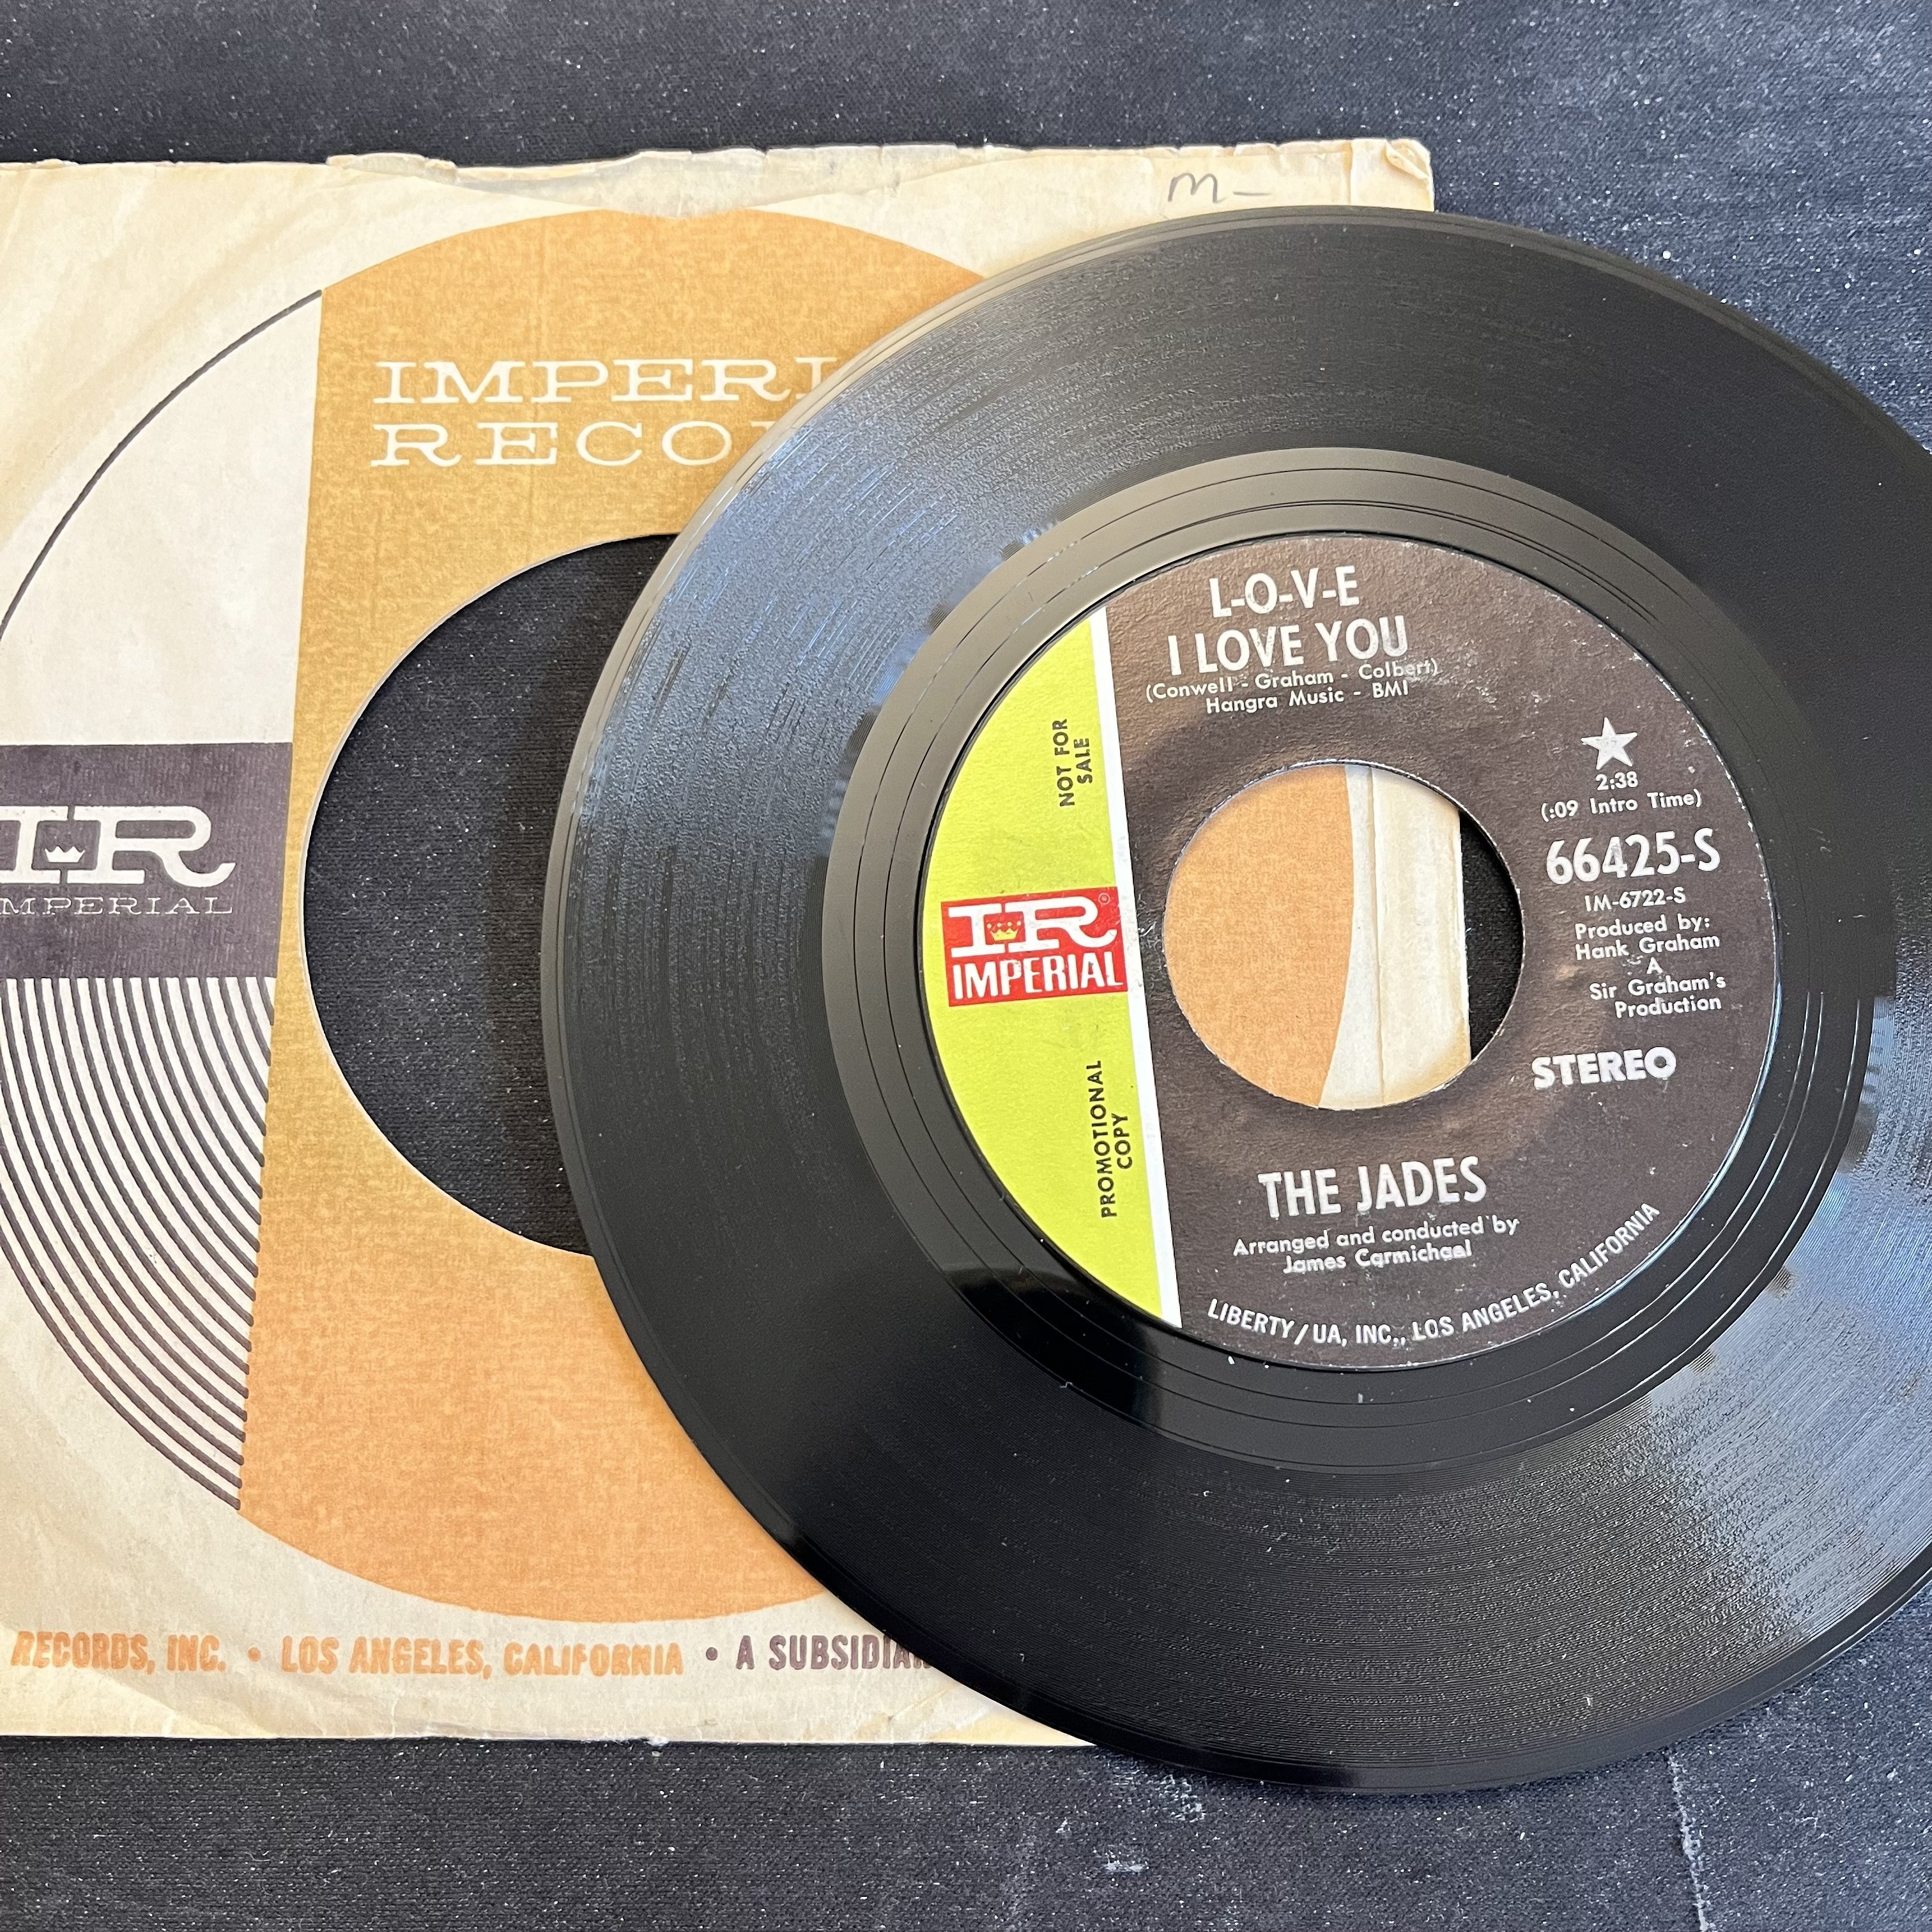 M-
IMPERI
RECO
IR
IMPERIAL
RECORDS, INC. • LOS ANGELES, CALIFORNIA • A SUBSIDIA
L-O-V-E
I LOVE YOU
(Conwell - Graham - Colbert)
Hangra Music - BMI
NOT FOR
SALE
2:38
(:09 Intro Time)
66425-S
IM-6722-S
Produced by:
Hank Graham
A
Sir Graham's
Production
IR®
IMPERIAL
STEREO
PROMOTIONAL
COPY
THE JADES
Arranged and conducted by
James Carmichael
LIBERTY/UA, INC., LOS ANGELES, CALIFORNIA